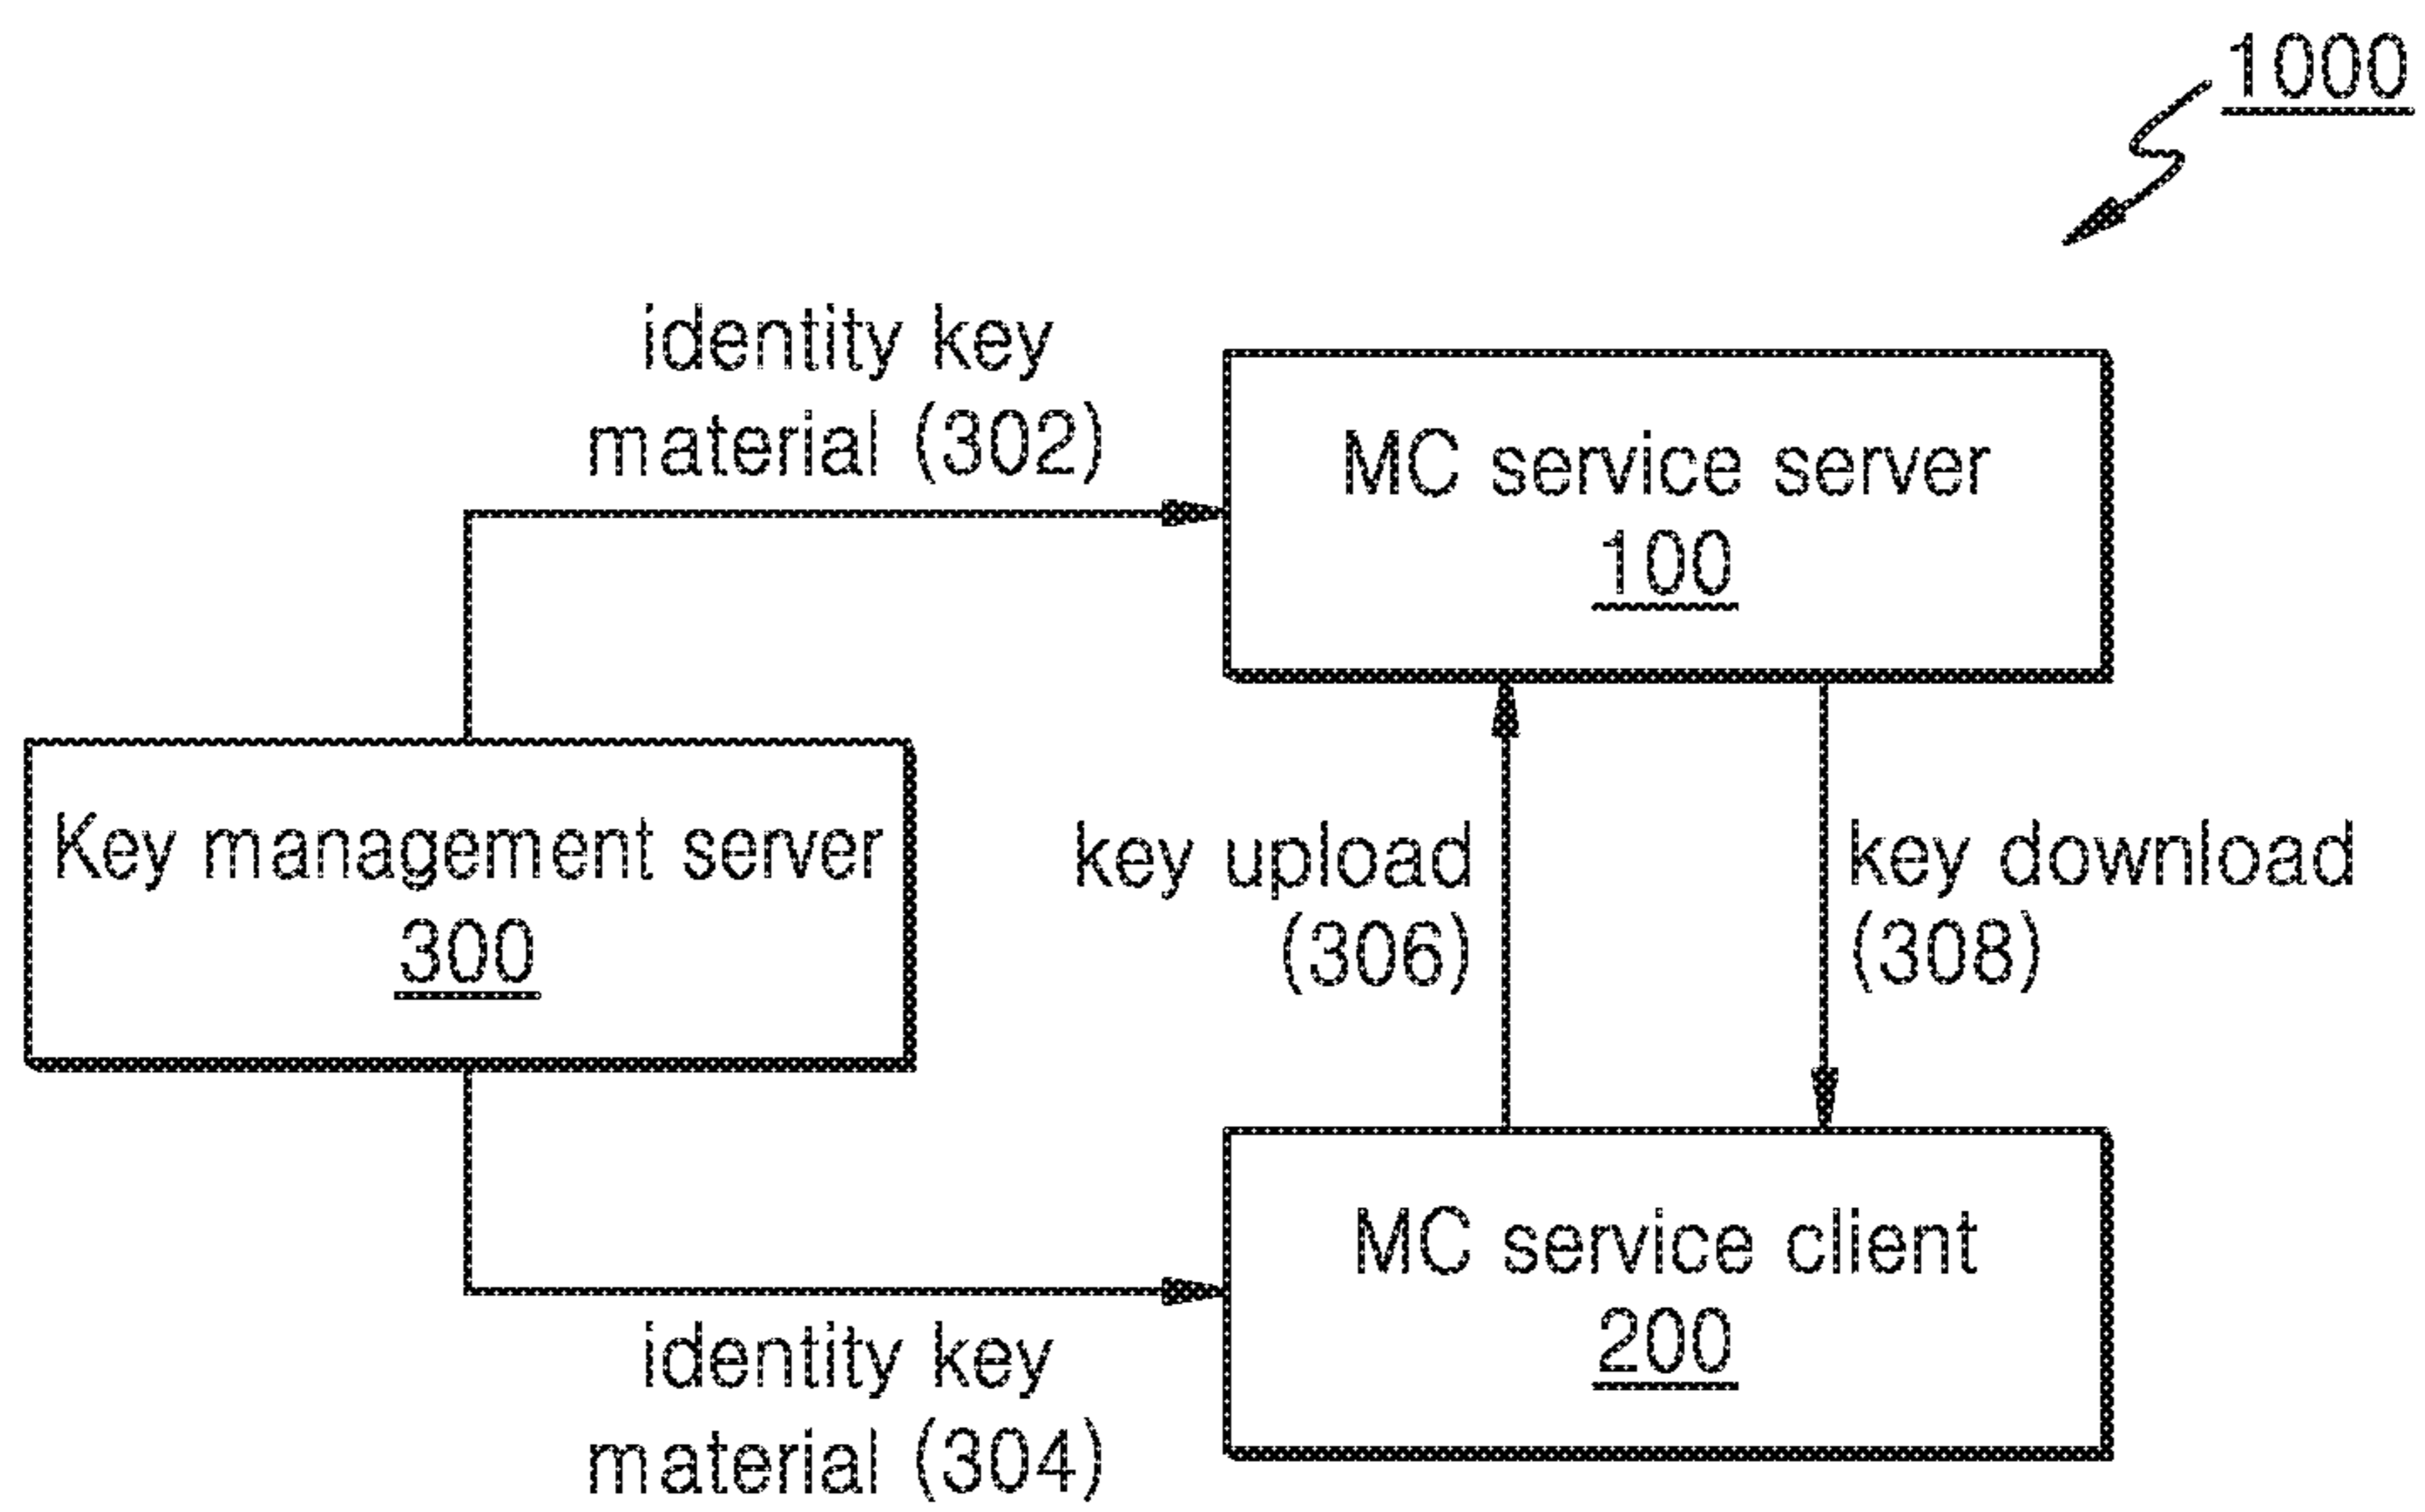 1000
identity key
material (302)
MC service server
100
Key management server
300
key upload
(306)
key download
(308)
MC service client
200
identity key
material (304)